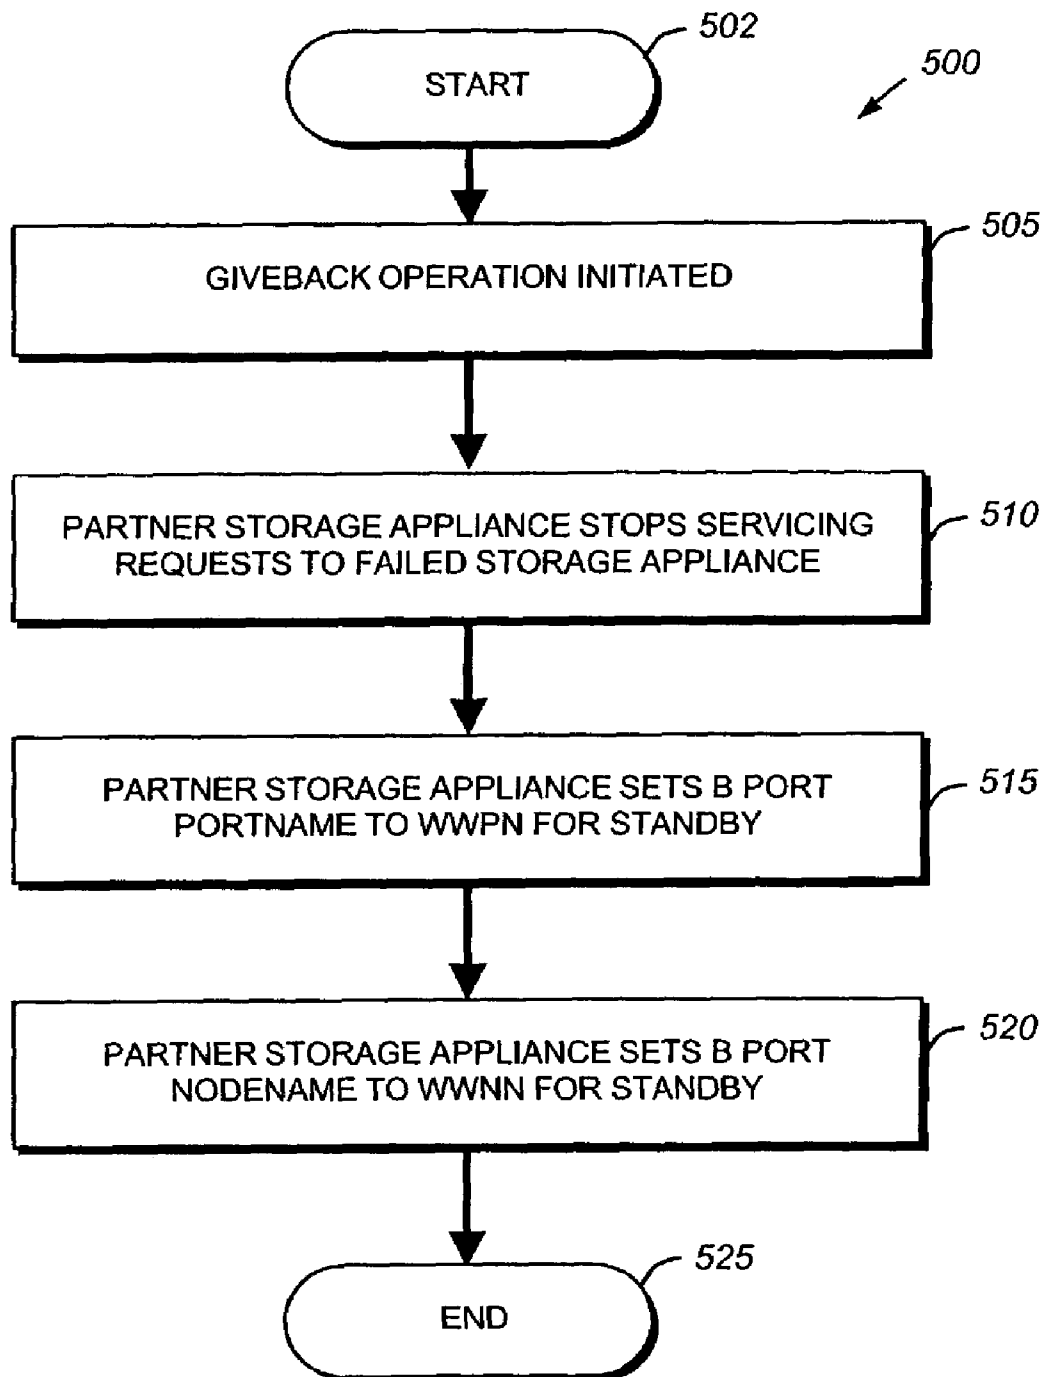 502
START
500
505
GIVEBACK OPERATION INITIATED
510
PARTNER STORAGE APPLIANCE STOPS SERVICING
REQUESTS TO FAILED STORAGE APPLIANCE
515
PARTNER STORAGE APPLIANCE SETS B PORT
PORTNAME TO WWPN FOR STANDBY
520
PARTNER STORAGE APPLIANCE SETS B PORT
NODENAME TO WWNN FOR STANDBY
525
END